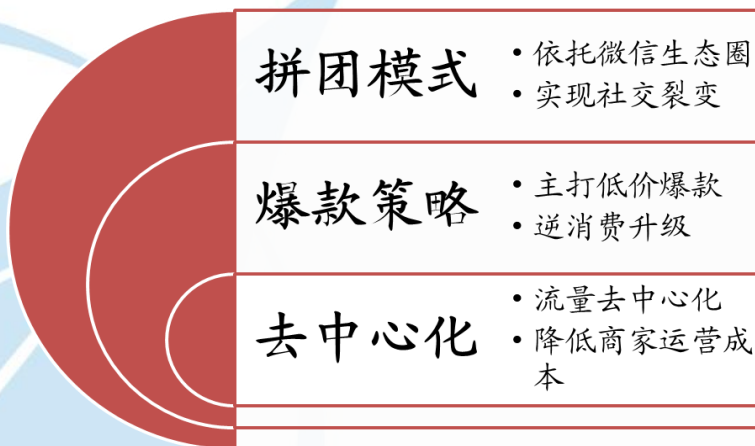 拼团模式
• 依托微信生态圈
• 实现社交裂变
爆款策略
• 主打低价爆款
• 逆消费升级
去中心化
• 流量去中心化
• 降低商家运营成
本